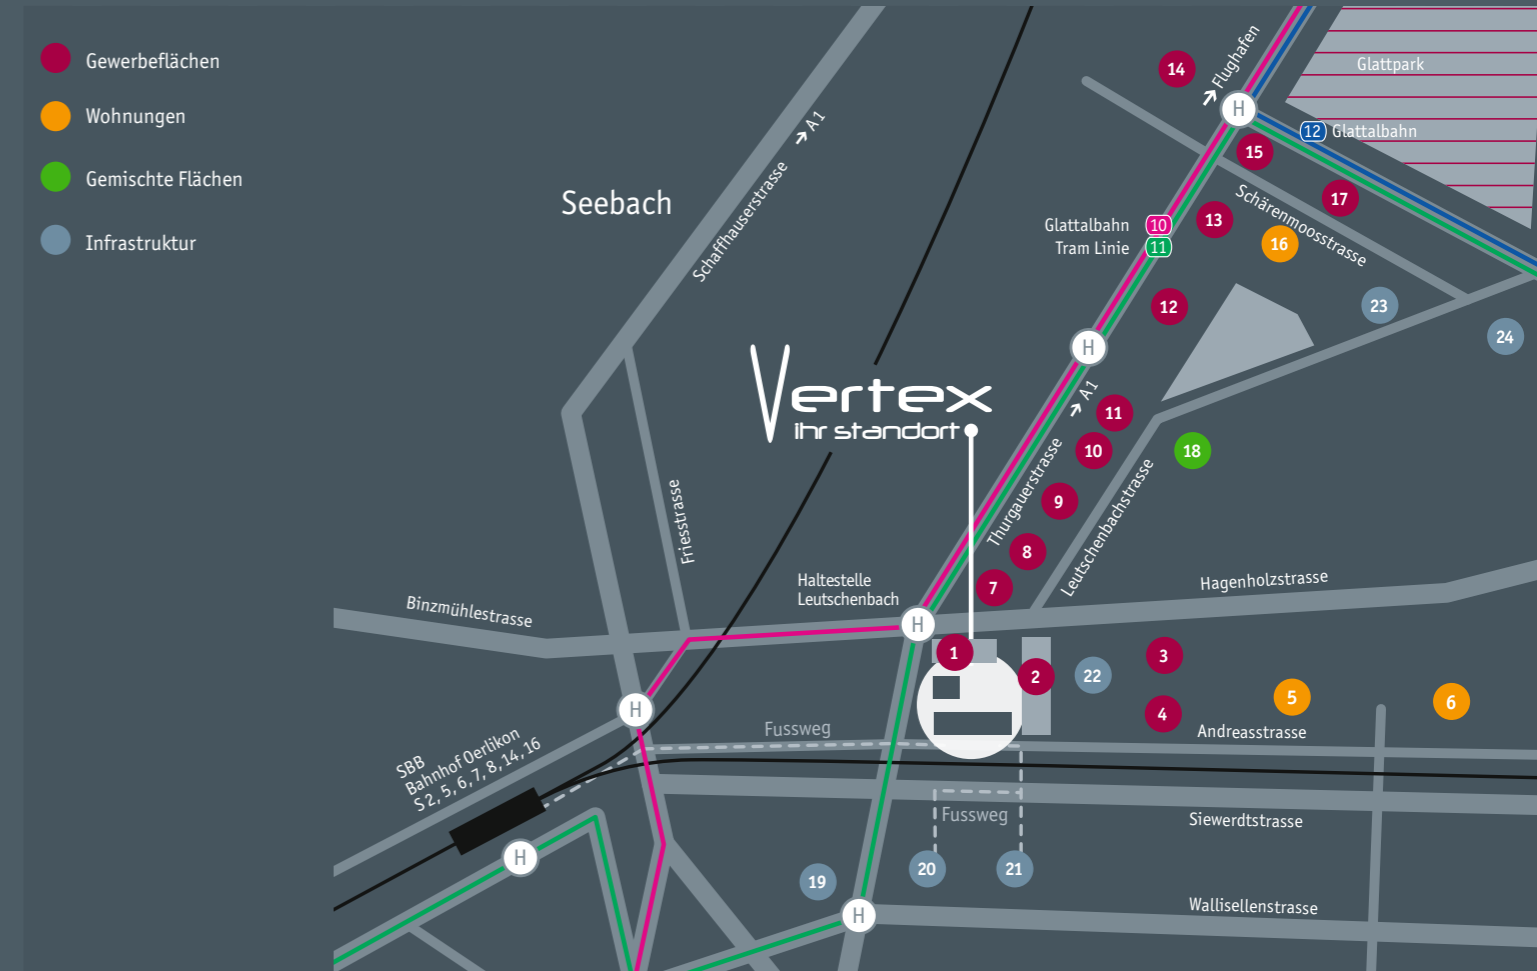 Gewerbeflächen
Wohnungen
Gemischte Flächen
Infrastruktur
Seebach
Schaffhauserstrasse
A1
Flughafen
Glattpark
14
H
12 Glattalbahn
15
17
Schärenmoosstrasse
Glattalbahn 10
Tram Linie 11
13
16
12
23
24
H
Vertex
ihr standort
A1
11
10
18
9
Thurgauerstrasse
8
7
Leutschenbachstrasse
Friesstrasse
Haltestelle
Leutschenbach
Hagenholzstrasse
Binzmühlestrasse
H
1
2
22
3
4
5
6
H
Andreasstrasse
Fussweg
SBB
Bahnhof Oerlikon
S 2, 5, 6, 7, 8, 14, 16
Fussweg
Siewerdtstrasse
H
19
20
21
H
Wallisellenstrasse